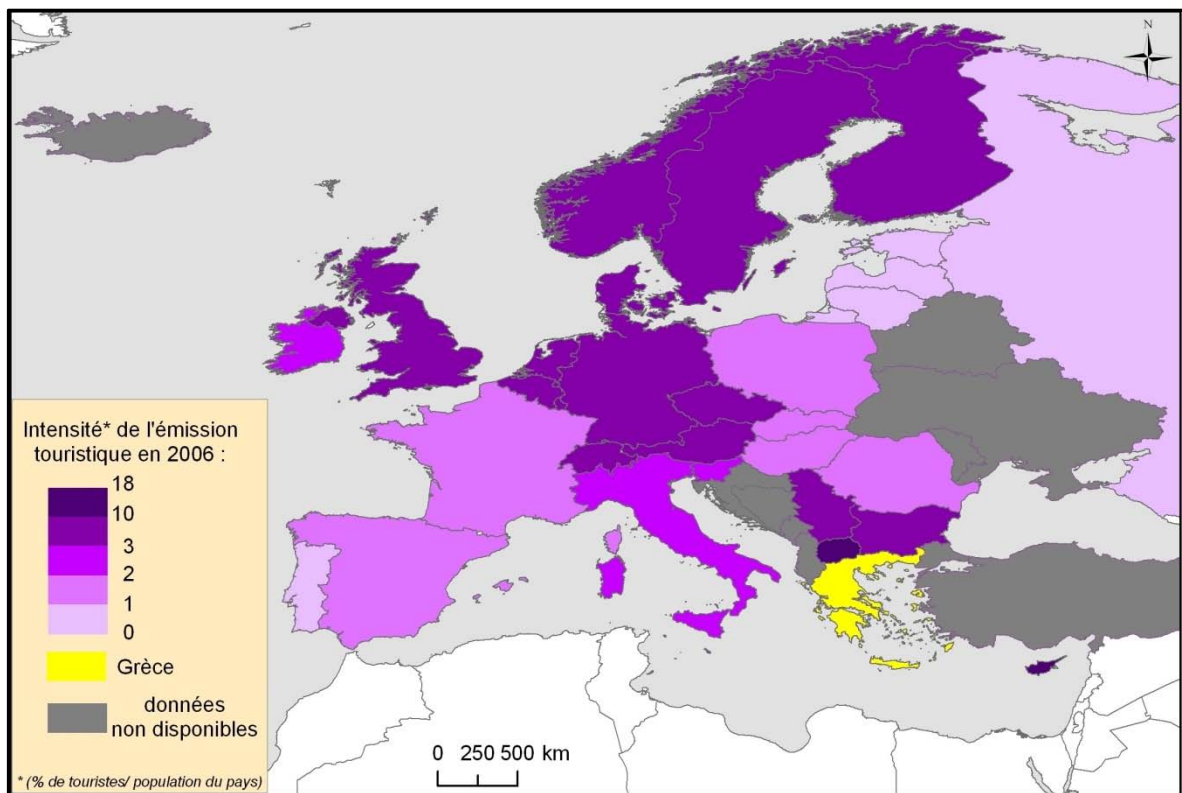 N
Intensité* de l'émission
touristique en 2006 :
18
10
3
2
1
0
Grèce
données
non disponibles
* (% de touristes/ population du pays)
0 250 500 km